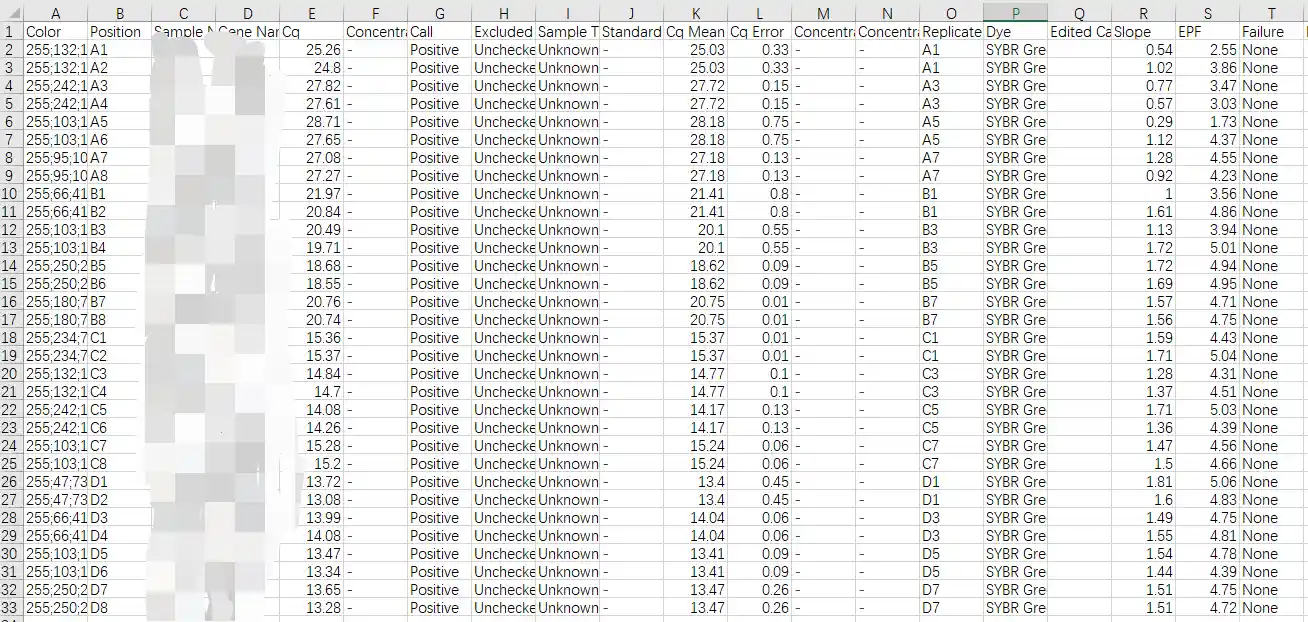 A B C D E F G H I J K L M N O P Q R S T
1 Color Position Sample N Gene Nar Cq Concentra Call Excluded Sample T Standard Cq Mean Cq Error Concentra Concentra Replicate Dye Edited Ca Slope EPF Failure
2 255;132;1 A1 25.26 - Positive Unchecke Unknown - 25.03 0.33 - - A1 SYBR Gre 0.54 2.55 None
3 255;132;1 A2 24.8 - Positive Unchecke Unknown - 25.03 0.33 - - A1 SYBR Gre 1.02 3.86 None
4 255;242;1 A3 27.82 - Positive Unchecke Unknown - 27.72 0.15 - - A3 SYBR Gre 0.77 3.47 None
5 255;242;1 A4 27.61 - Positive Unchecke Unknown - 27.72 0.15 - - A3 SYBR Gre 0.57 3.03 None
6 255;103;1 A5 28.71 - Positive Unchecke Unknown - 28.18 0.75 - - A5 SYBR Gre 0.29 1.73 None
7 255;103;1 A6 27.65 - Positive Unchecke Unknown - 28.18 0.75 - - A5 SYBR Gre 1.12 4.37 None
8 255;95;10 A7 27.08 - Positive Unchecke Unknown - 27.18 0.13 - - A7 SYBR Gre 1.28 4.55 None
9 255;95;10 A8 27.27 - Positive Unchecke Unknown - 27.18 0.13 - - A7 SYBR Gre 0.92 4.23 None
10 255;66;41 B1 21.97 - Positive Unchecke Unknown - 21.41 0.8 - - B1 SYBR Gre 1 3.56 None
11 255;66;41 B2 20.84 - Positive Unchecke Unknown - 21.41 0.8 - - B1 SYBR Gre 1.61 4.86 None
12 255;103;1 B3 20.49 - Positive Unchecke Unknown - 20.1 0.55 - - B3 SYBR Gre 1.13 3.94 None
13 255;103;1 B4 19.71 - Positive Unchecke Unknown - 20.1 0.55 - - B3 SYBR Gre 1.72 5.01 None
14 255;250;2 B5 18.68 - Positive Unchecke Unknown - 18.62 0.09 - - B5 SYBR Gre 1.72 4.94 None
15 255;250;2 B6 18.55 - Positive Unchecke Unknown - 18.62 0.09 - - B5 SYBR Gre 1.69 4.95 None
16 255;180;7 B7 20.76 - Positive Unchecke Unknown - 20.75 0.01 - - B7 SYBR Gre 1.57 4.71 None
17 255;180;7 B8 20.74 - Positive Unchecke Unknown - 20.75 0.01 - - B7 SYBR Gre 1.56 4.75 None
18 255;234;7 C1 15.36 - Positive Unchecke Unknown - 15.37 0.01 - - C1 SYBR Gre 1.59 4.43 None
19 255;234;7 C2 15.37 - Positive Unchecke Unknown - 15.37 0.01 - - C1 SYBR Gre 1.71 5.04 None
20 255;132;1 C3 14.84 - Positive Unchecke Unknown - 14.77 0.1 - - C3 SYBR Gre 1.28 4.31 None
21 255;132;1 C4 14.7 - Positive Unchecke Unknown - 14.77 0.1 - - C3 SYBR Gre 1.37 4.51 None
22 255;242;1 C5 14.08 - Positive Unchecke Unknown - 14.17 0.13 - - C5 SYBR Gre 1.71 5.03 None
23 255;242;1 C6 14.26 - Positive Unchecke Unknown - 14.17 0.13 - - C5 SYBR Gre 1.36 4.39 None
24 255;103;1 C7 15.28 - Positive Unchecke Unknown - 15.24 0.06 - - C7 SYBR Gre 1.47 4.56 None
25 255;103;1 C8 15.2 - Positive Unchecke Unknown - 15.24 0.06 - - C7 SYBR Gre 1.5 4.66 None
26 255;47;73 D1 13.72 - Positive Unchecke Unknown - 13.4 0.45 - - D1 SYBR Gre 1.81 5.06 None
27 255;47;73 D2 13.08 - Positive Unchecke Unknown - 13.4 0.45 - - D1 SYBR Gre 1.6 4.83 None
28 255;66;41 D3 13.99 - Positive Unchecke Unknown - 14.04 0.06 - - D3 SYBR Gre 1.49 4.75 None
29 255;66;41 D4 14.08 - Positive Unchecke Unknown - 14.04 0.06 - - D3 SYBR Gre 1.55 4.81 None
30 255;103;1 D5 13.47 - Positive Unchecke Unknown - 13.41 0.09 - - D5 SYBR Gre 1.54 4.78 None
31 255;103;1 D6 13.34 - Positive Unchecke Unknown - 13.41 0.09 - - D5 SYBR Gre 1.44 4.39 None
32 255;250;2 D7 13.65 - Positive Unchecke Unknown - 13.47 0.26 - - D7 SYBR Gre 1.51 4.75 None
33 255;250;2 D8 13.28 - Positive Unchecke Unknown - 13.47 0.26 - - D7 SYBR Gre 1.51 4.72 None